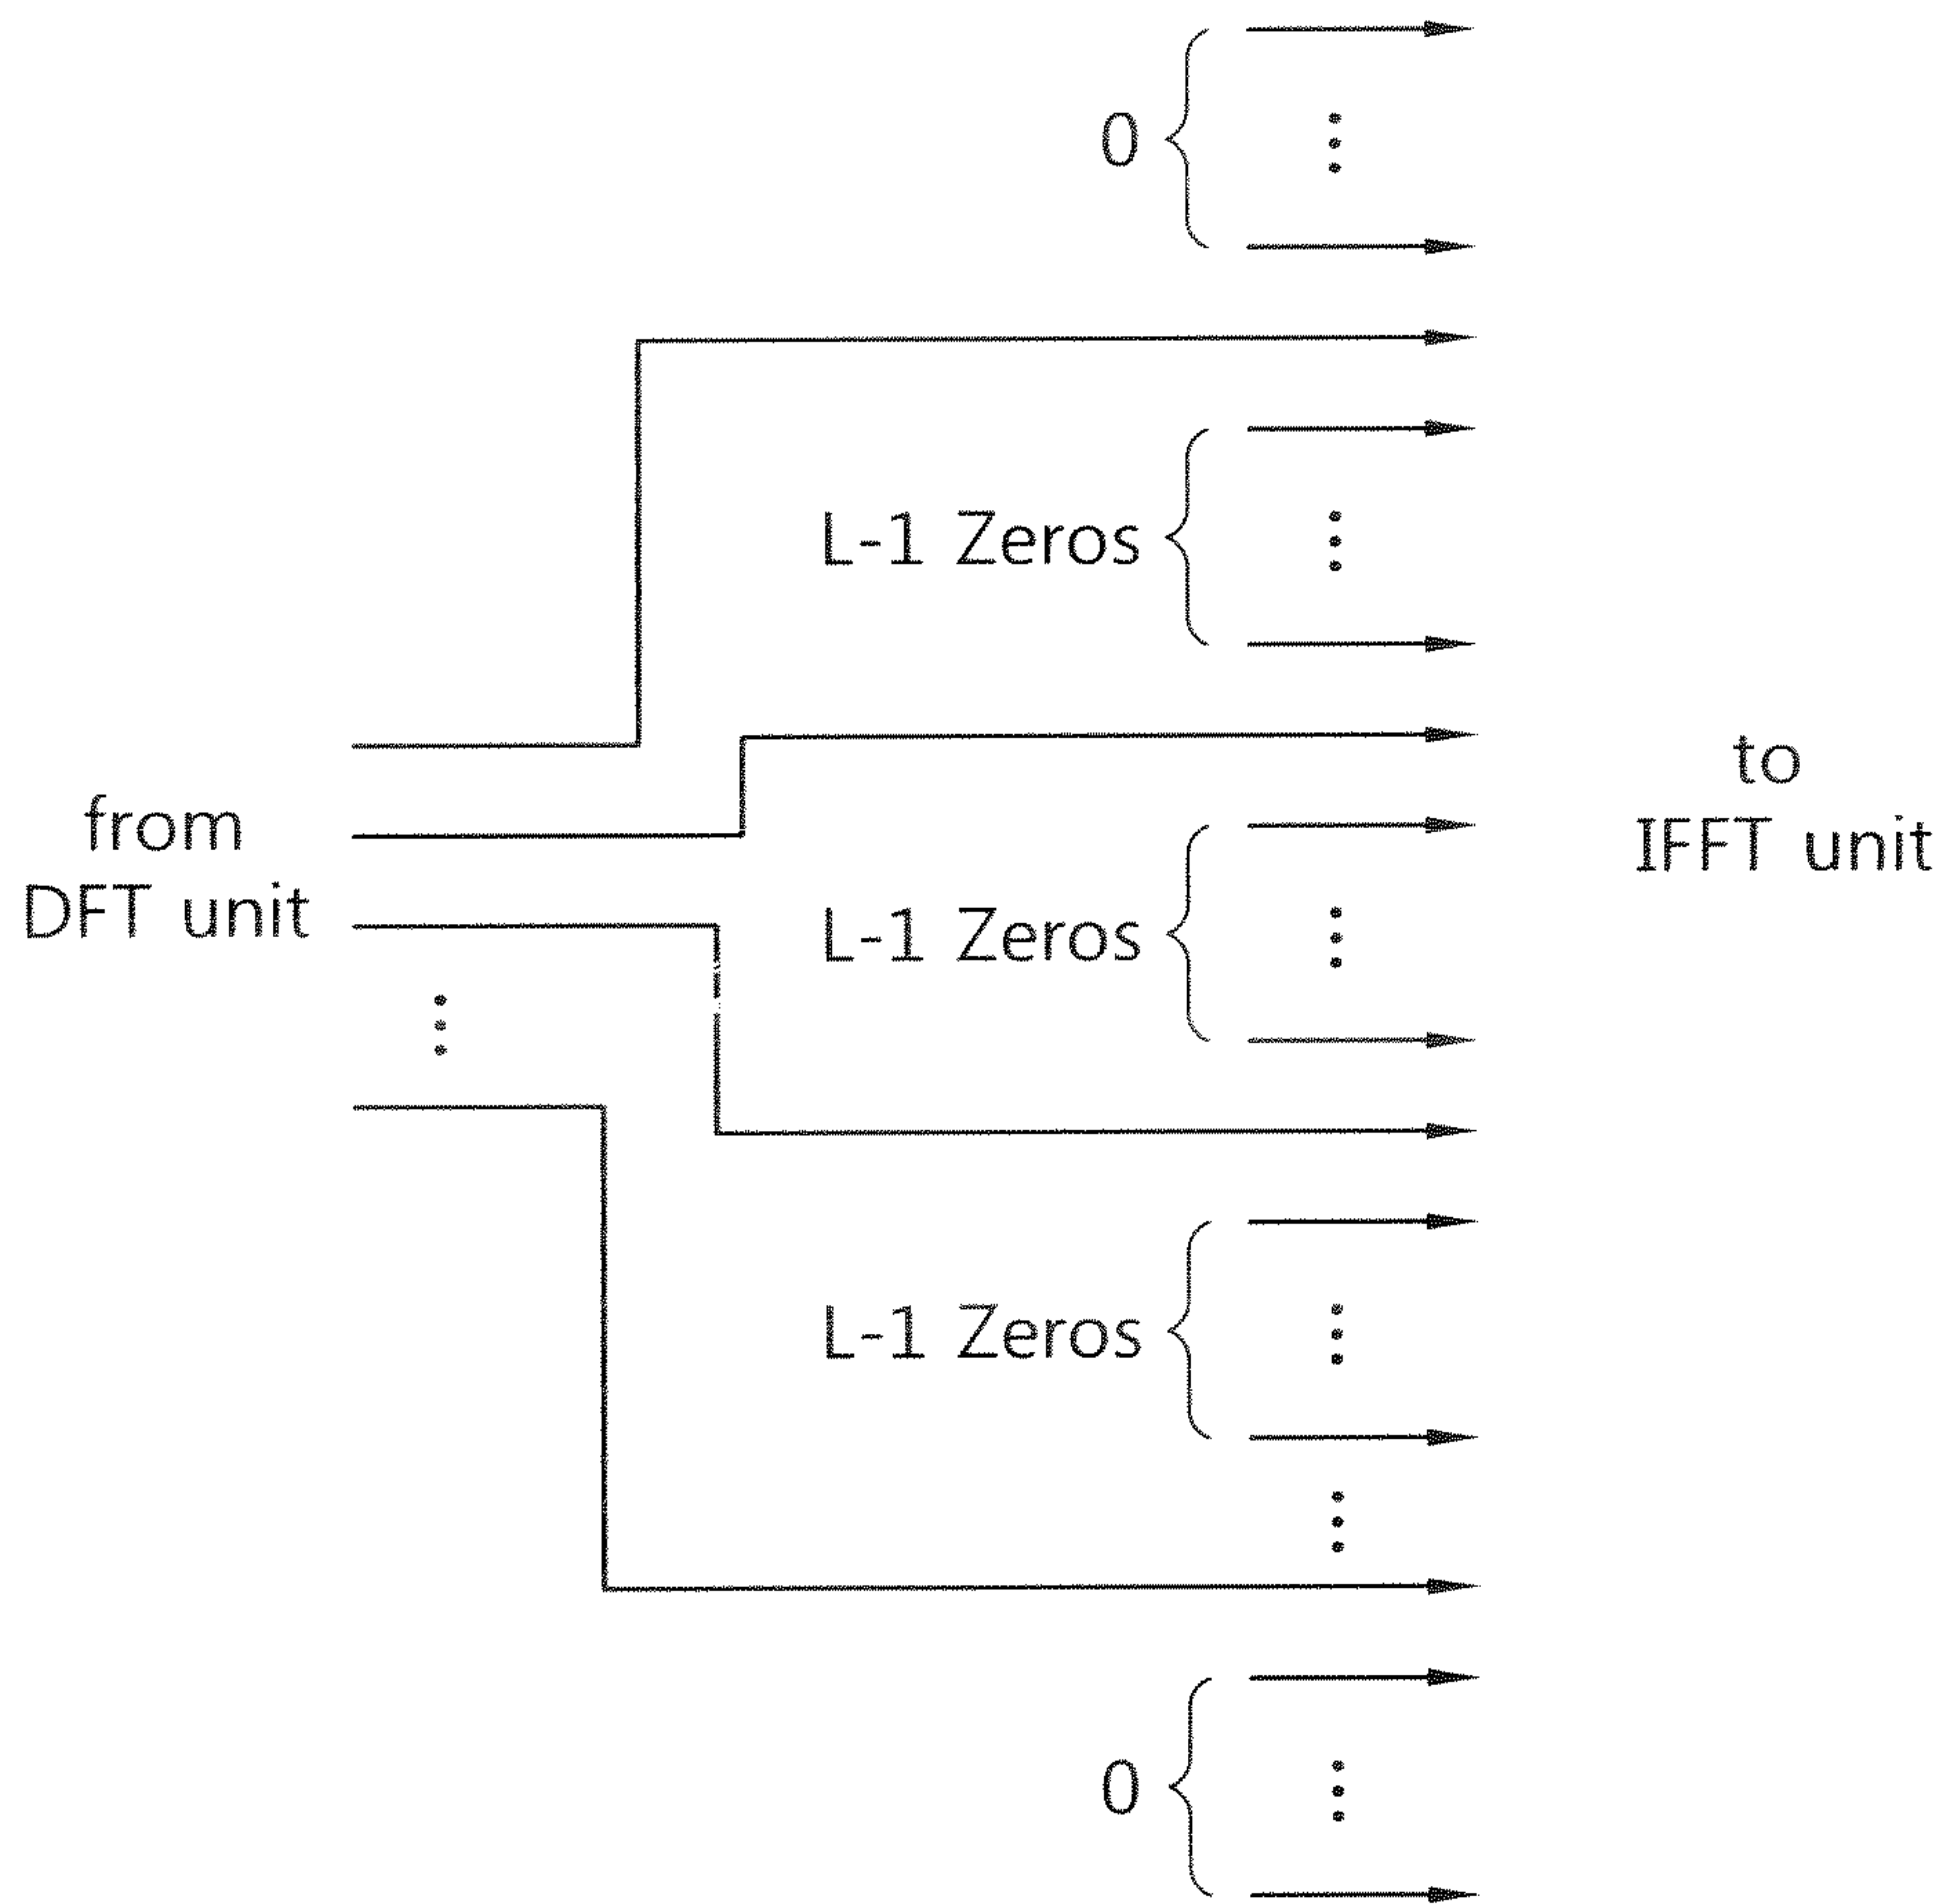 0
L-1 Zeros
from
DFT unit
to
IFFT unit
L-1 Zeros
L-1 Zeros
0